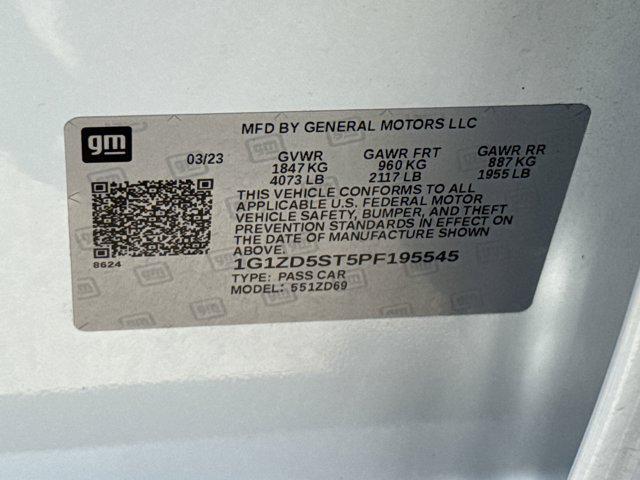 gm
MFD BY GENERAL MOTORS LLC
03/23 GVWR GAWR FRT GAWR RR
1847 KG 960 KG 887 KG
4073 LB 2117 LB 1955 LB
THIS VEHICLE CONFORMS TO ALL
APPLICABLE U.S. FEDERAL MOTOR
VEHICLE SAFETY, BUMPER, AND THEFT
PREVENTION STANDARDS IN EFFECT ON
THE DATE OF MANUFACTURE SHOWN
ABOVE.
8624
1G1ZD5ST5PF195545
TYPE: PASS CAR
MODEL: 551ZD69